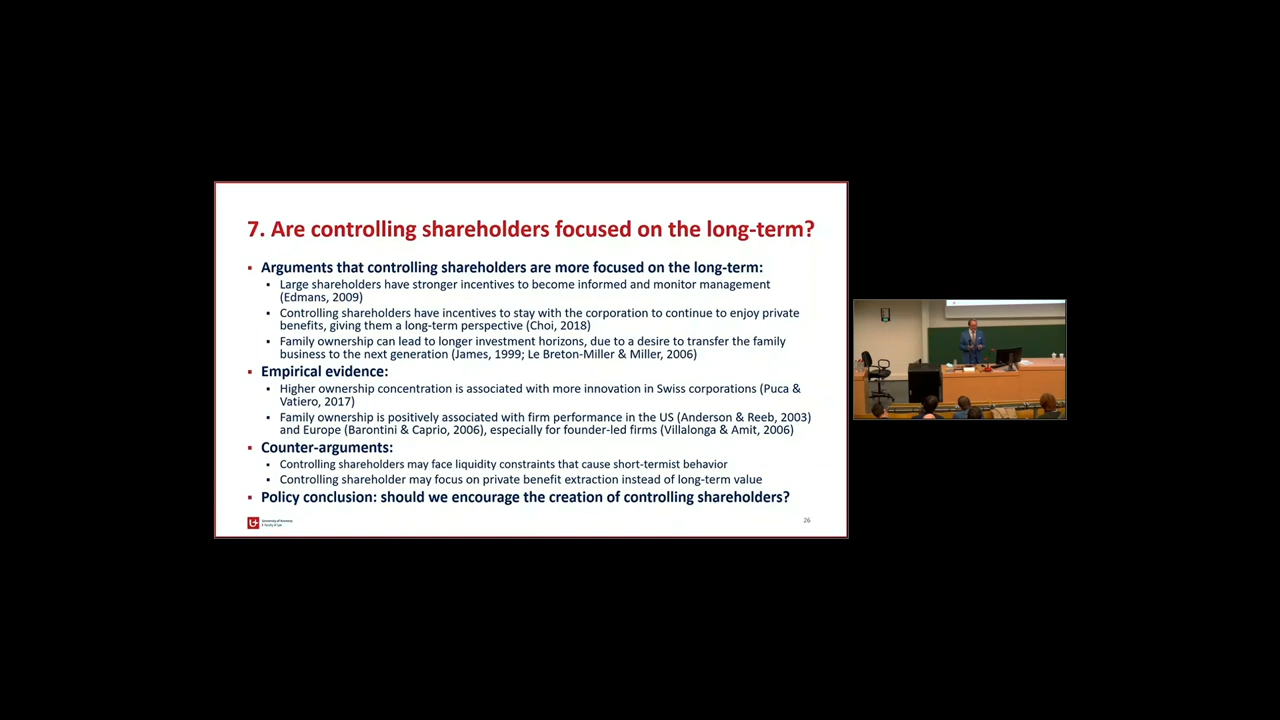 7. Are controlling shareholders focused on the long-term?
▪ Arguments that controlling shareholders are more focused on the long-term:
▪ Large shareholders have stronger incentives to become informed and monitor management
(Edmans, 2009)
▪ Controlling shareholders have incentives to stay with the corporation to continue to enjoy private
benefits, giving them a long-term perspective (Choi, 2018)
▪ Family ownership can lead to longer investment horizons, due to a desire to transfer the family
business to the next generation (James, 1999; Le Breton-Miller & Miller, 2006)
▪ Empirical evidence:
▪ Higher ownership concentration is associated with more innovation in Swiss corporations (Puca &
Vatiero, 2017)
▪ Family ownership is positively associated with firm performance in the US (Anderson & Reeb, 2003)
and Europe (Barontini & Caprio, 2006), especially for founder-led firms (Villalonga & Amit, 2006)
▪ Counter-arguments:
▪ Controlling shareholders may face liquidity constraints that cause short-termist behavior
▪ Controlling shareholder may focus on private benefit extraction instead of long-term value
▪ Policy conclusion: should we encourage the creation of controlling shareholders?
University of Antwerp
Faculty of Law
26